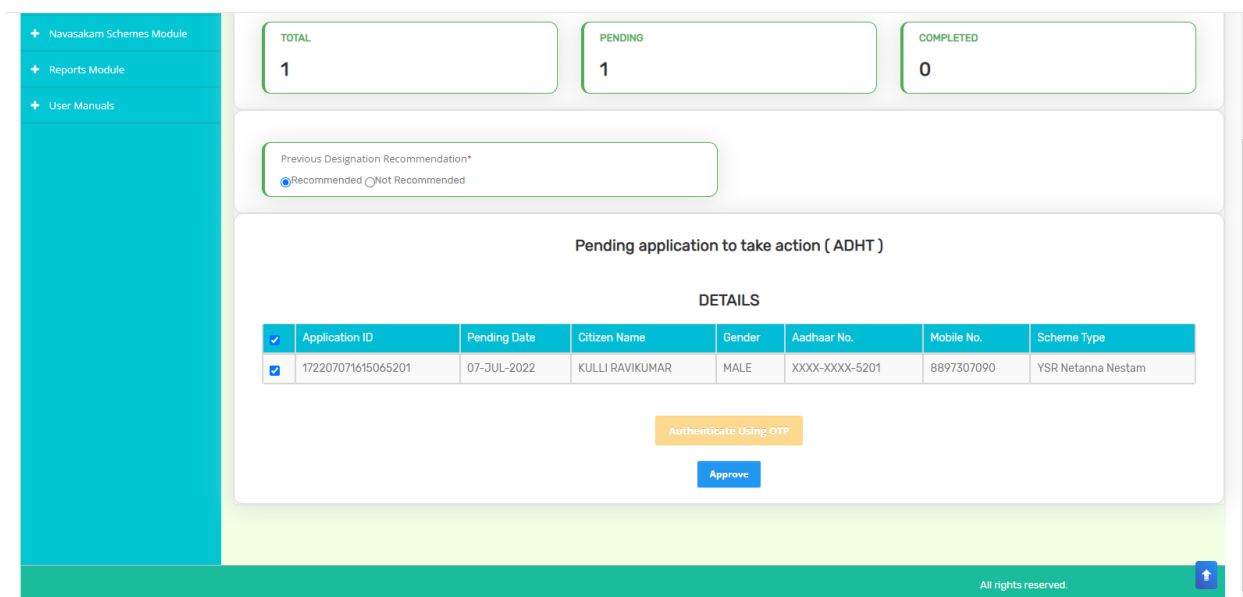 Navasakam Schemes Module
Reports Module
User Manuals
TOTAL
1
PENDING
1
COMPLETED
0
Previous Designation Recommendation*
Recommended Not Recommended
Pending application to take action ( ADHT )
DETAILS
Application ID Pending Date Citizen Name Gender Aadhaar No. Mobile No. Scheme Type
172207071615065201 07-JUL-2022 KULLI RAVIKUMAR MALE XXXX-XXXX-5201 8897307090 YSR Netanna Nestam
Authenticate Using OTP
Approve
All rights reserved.